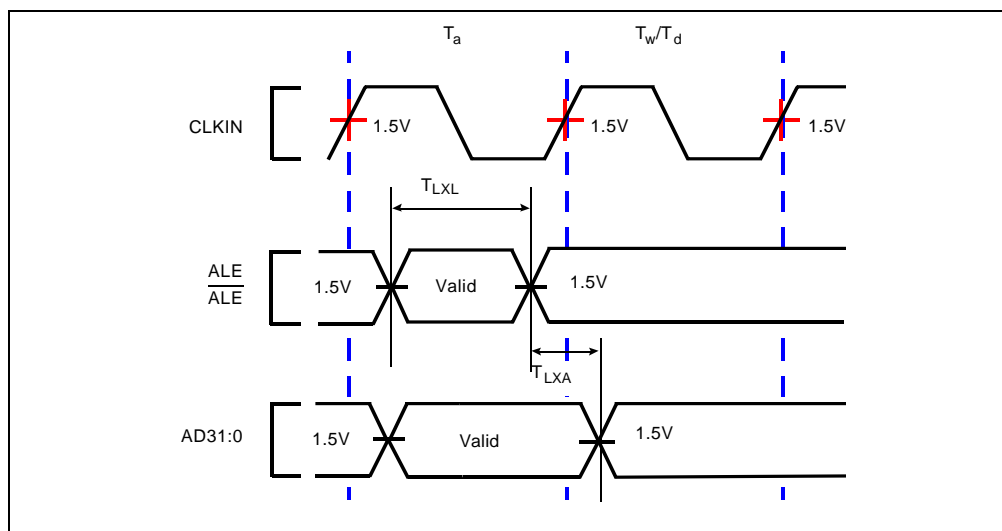 Ta Tw/Td
CLKIN 1.5V 1.5V 1.5V
TLXL
ALE
ALE
1.5V Valid 1.5V
TLXA
AD31:0 1.5V Valid 1.5V